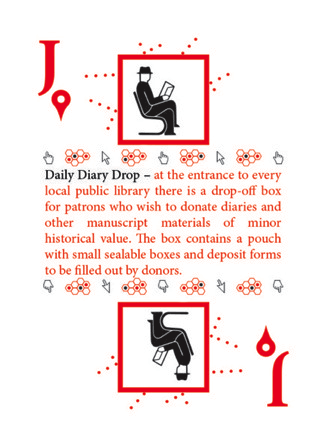 J
Daily Diary Drop – at the entrance to every
local public library there is a drop-off box
for patrons who wish to donate diaries and
other manuscript materials of minor
historical value. The box contains a pouch
with small sealable boxes and deposit forms
to be filled out by donors.
J